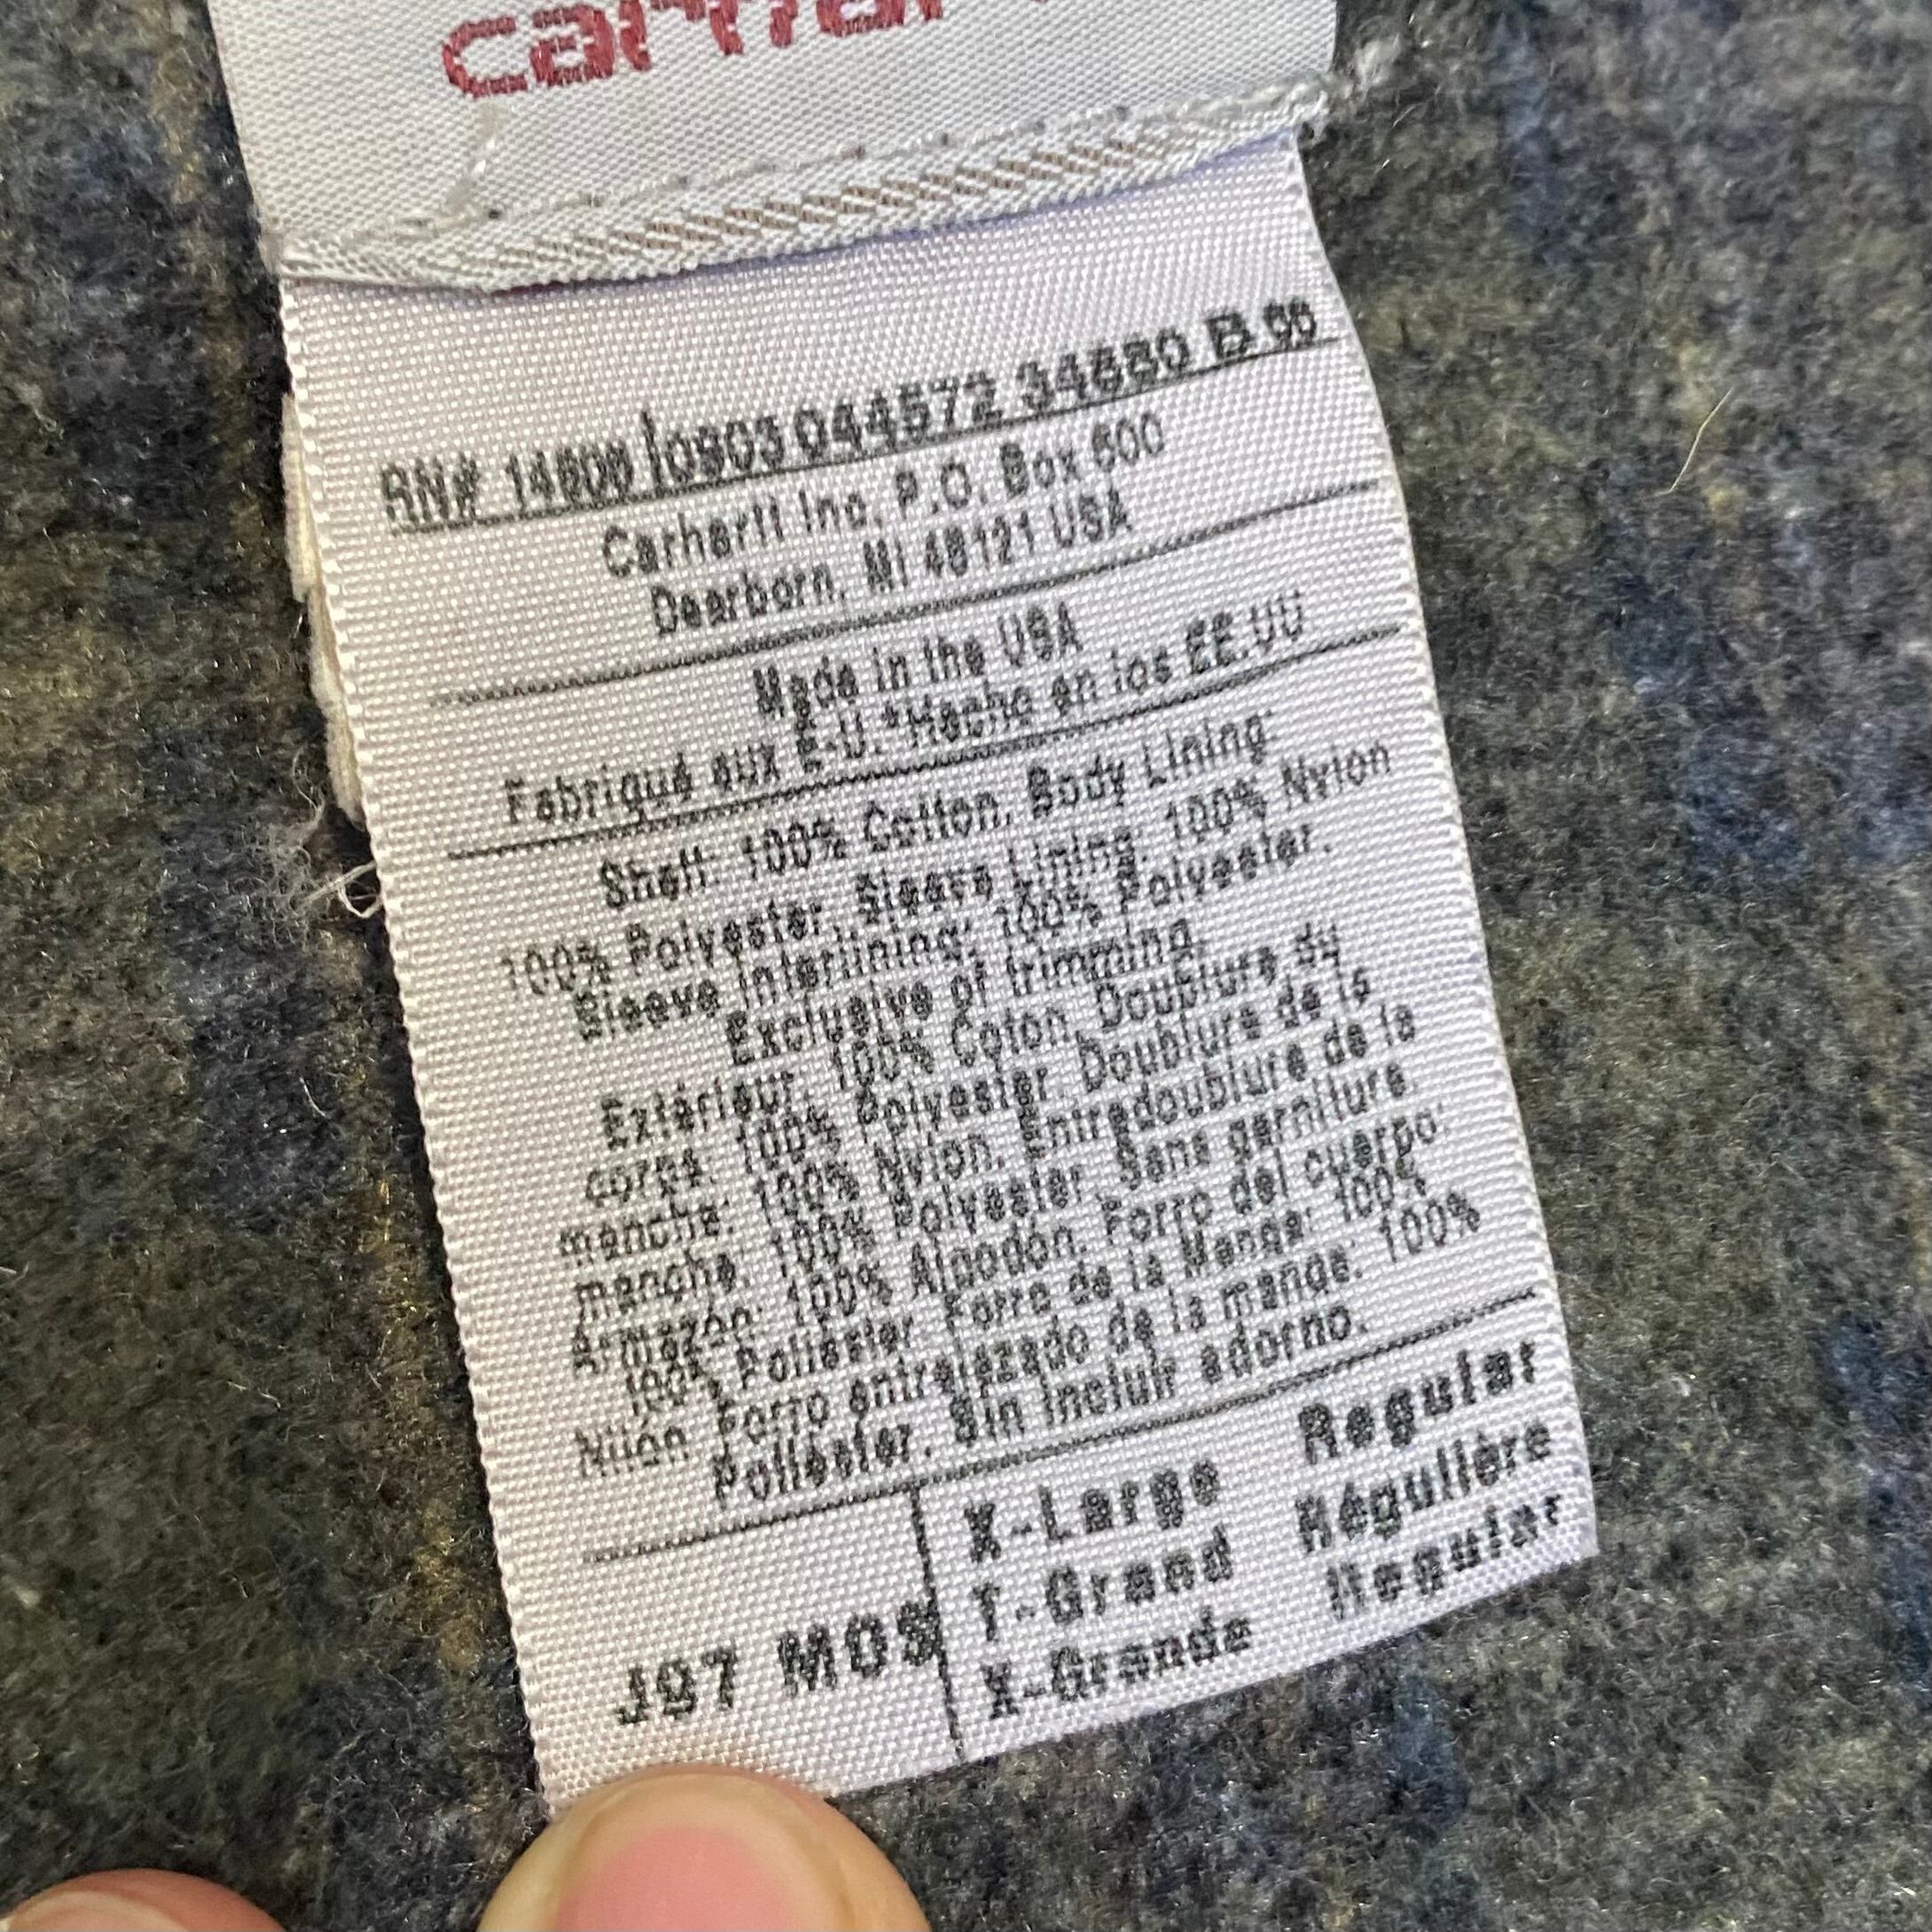 carhar
RN# 14806 10903 044572 34680 B
Carhartt Inc. P.O. Box 600
Dearborn, MI 48121 USA
Made in the USA
Fabriqué aux E-U. *Hecho en los EE.UU
Shell: 100% Cotton. Body Lining:
100% Polyester. Sleeve Lining: 100% Nylon
Sleeve Interlining: 100% Polyester.
Exclusive of trimming.
Extérieur: 100% Coton. Doublure du
corps: 100% Polyester. Doublure de la
manche: 100% Nylon. Entredoublure de la
manche: 100% Polyester. Sans garniture
Armazón: 100% Algodón. Forro del cuerpo:
100% Poliéster. Forro de la Manga: 100%
Nilón Forro entrelazado de la manga: 100%
Poliéster. Sin incluir adorno.
J97 MOS
X-Large Regular
T-Grand Régulière
X-Grande Regular